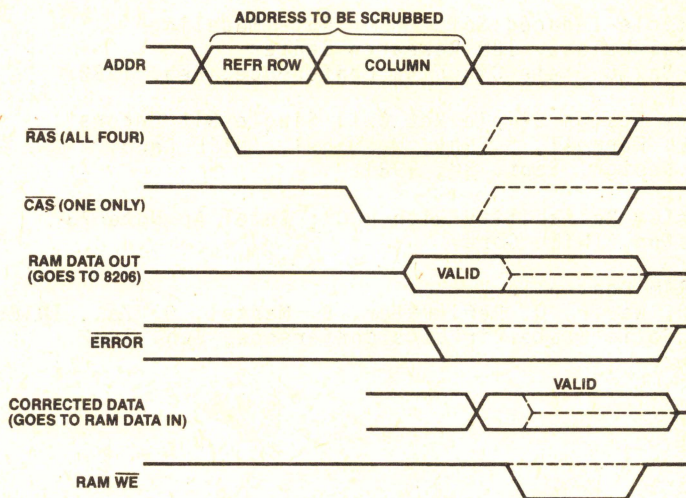 ADDRESS TO BE SCRUBBED
ADDR
REFR ROW
COLUMN
RAS (ALL FOUR)
CAS (ONE ONLY)
RAM DATA OUT
(GOES TO 8206)
VALID
ERROR
VALID
CORRECTED DATA
(GOES TO RAM DATA IN)
RAM WE